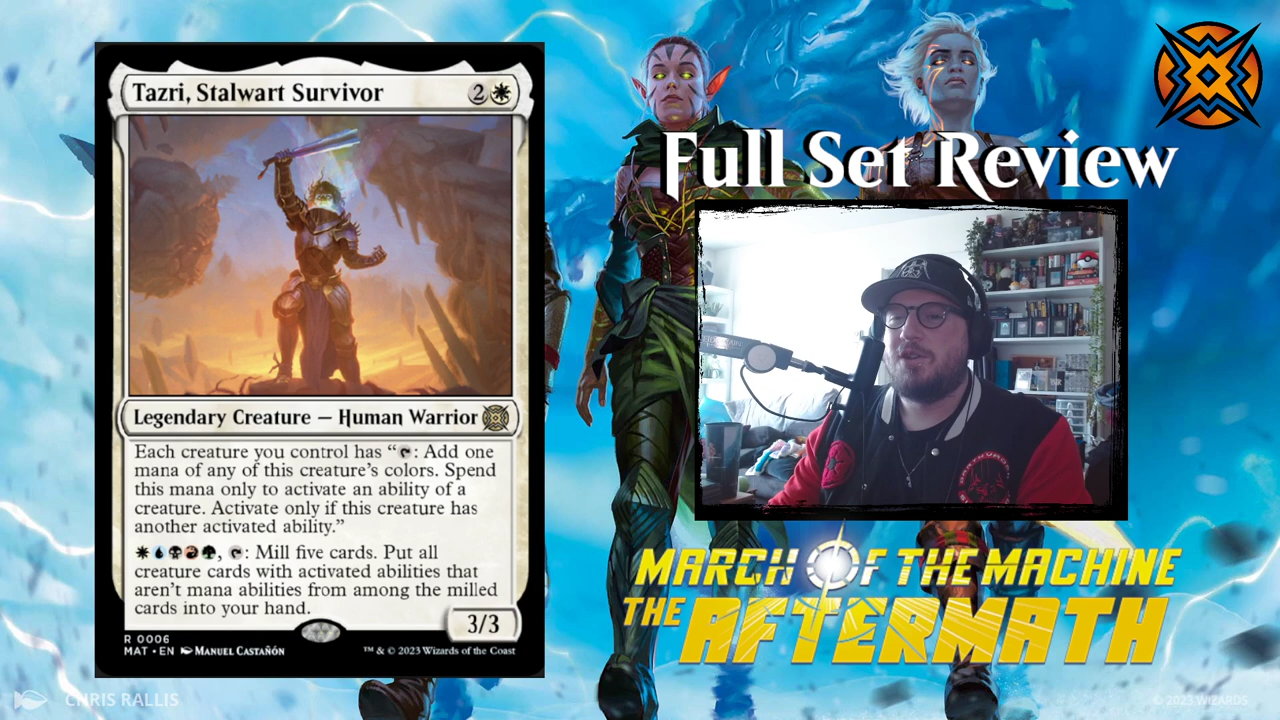 Tazri, Stalwart Survivor 2
Legendary Creature — Human Warrior
Each creature you control has “: Add one
mana of any of this creature's colors. Spend
this mana only to activate an ability of a
creature. Activate only if this creature has
another activated ability.”
, : Mill five cards. Put all
creature cards with activated abilities that
aren't mana abilities from among the milled
cards into your hand.
3/3
R 0006
MAT • EN MANUEL CASTAÑÓN
™ & © 2023 Wizards of the Coast
Full Set Review
MARCH OF THE MACHINE
THE AFTERMATH
CHRIS RALLIS
© 2023 WIZARDS